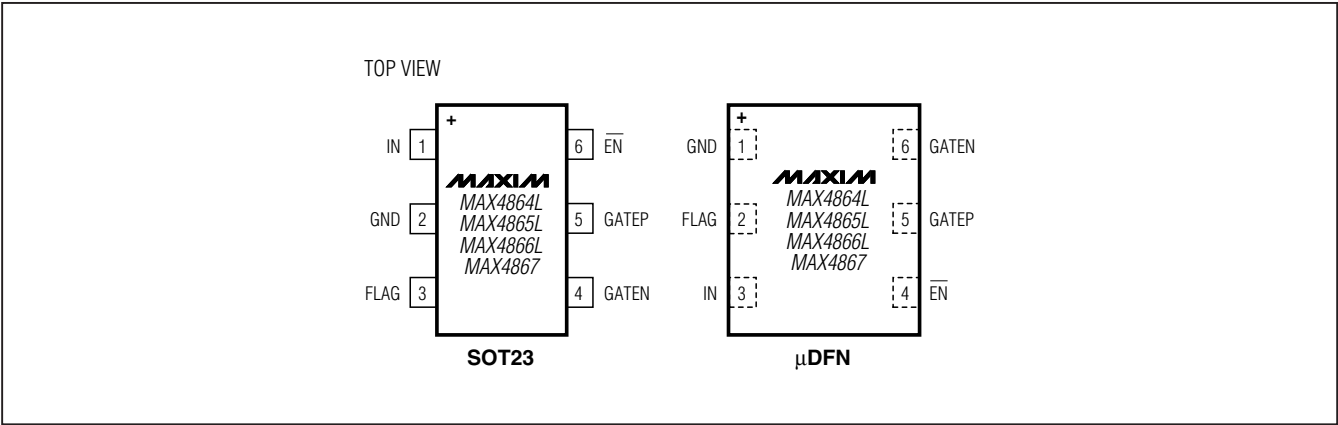 TOP VIEW
+
IN 1
6 EN
MAXIM
MAX4864L
GND 2
MAX4865L
5 GATEP
MAX4866L
MAX4867
FLAG 3
4 GATEN
SOT23
+
GND 1
6 GATEN
MAXIM
MAX4864L
FLAG 2
MAX4865L
5 GATEP
MAX4866L
MAX4867
IN 3
4 EN
µDFN